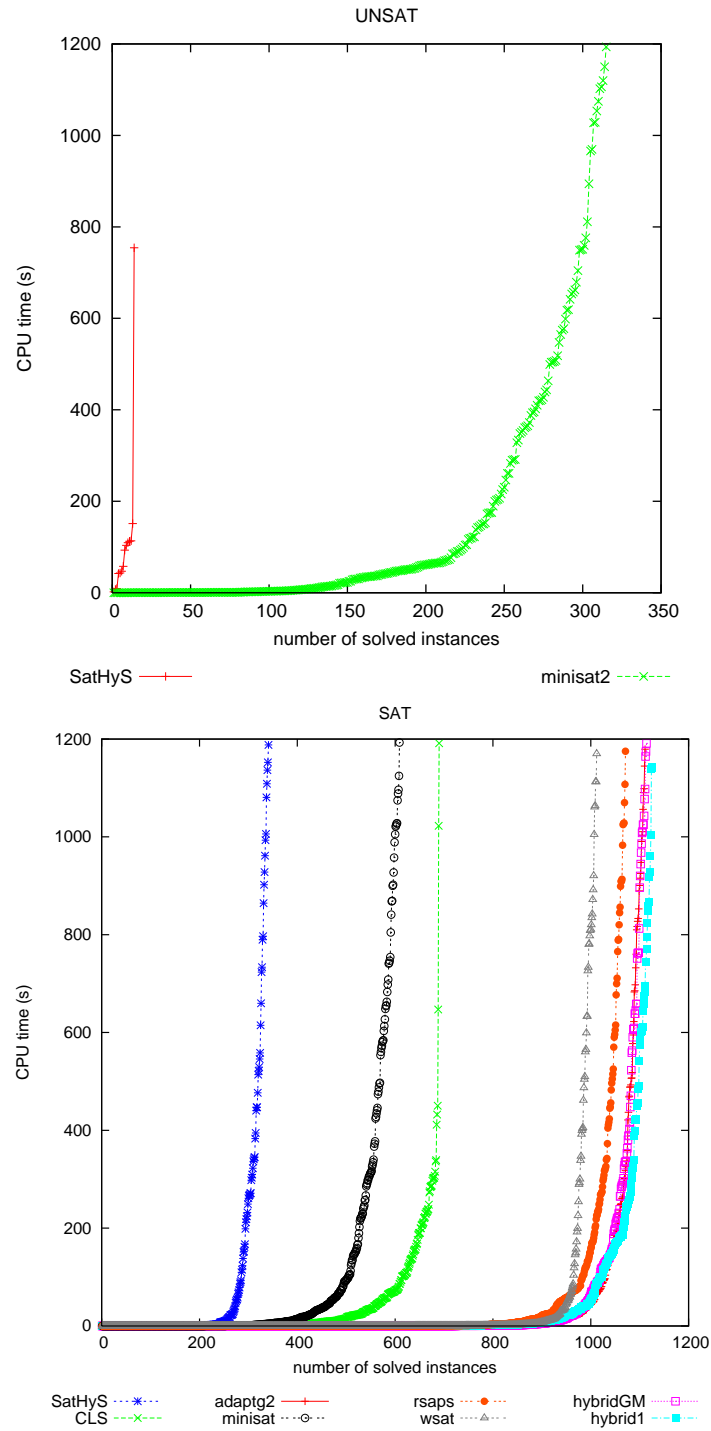 UNSAT
1200
1000
800
600
400
200
0
CPU time (s)
0 50 100 150 200 250 300 350
number of solved instances
SatHyS minisat2
SAT
1200
1000
800
600
400
200
0
CPU time (s)
0 200 400 600 800 1000 1200
number of solved instances
SatHyS adaptg2 rsaps hybridGM
CLS minisat wsat hybrid1